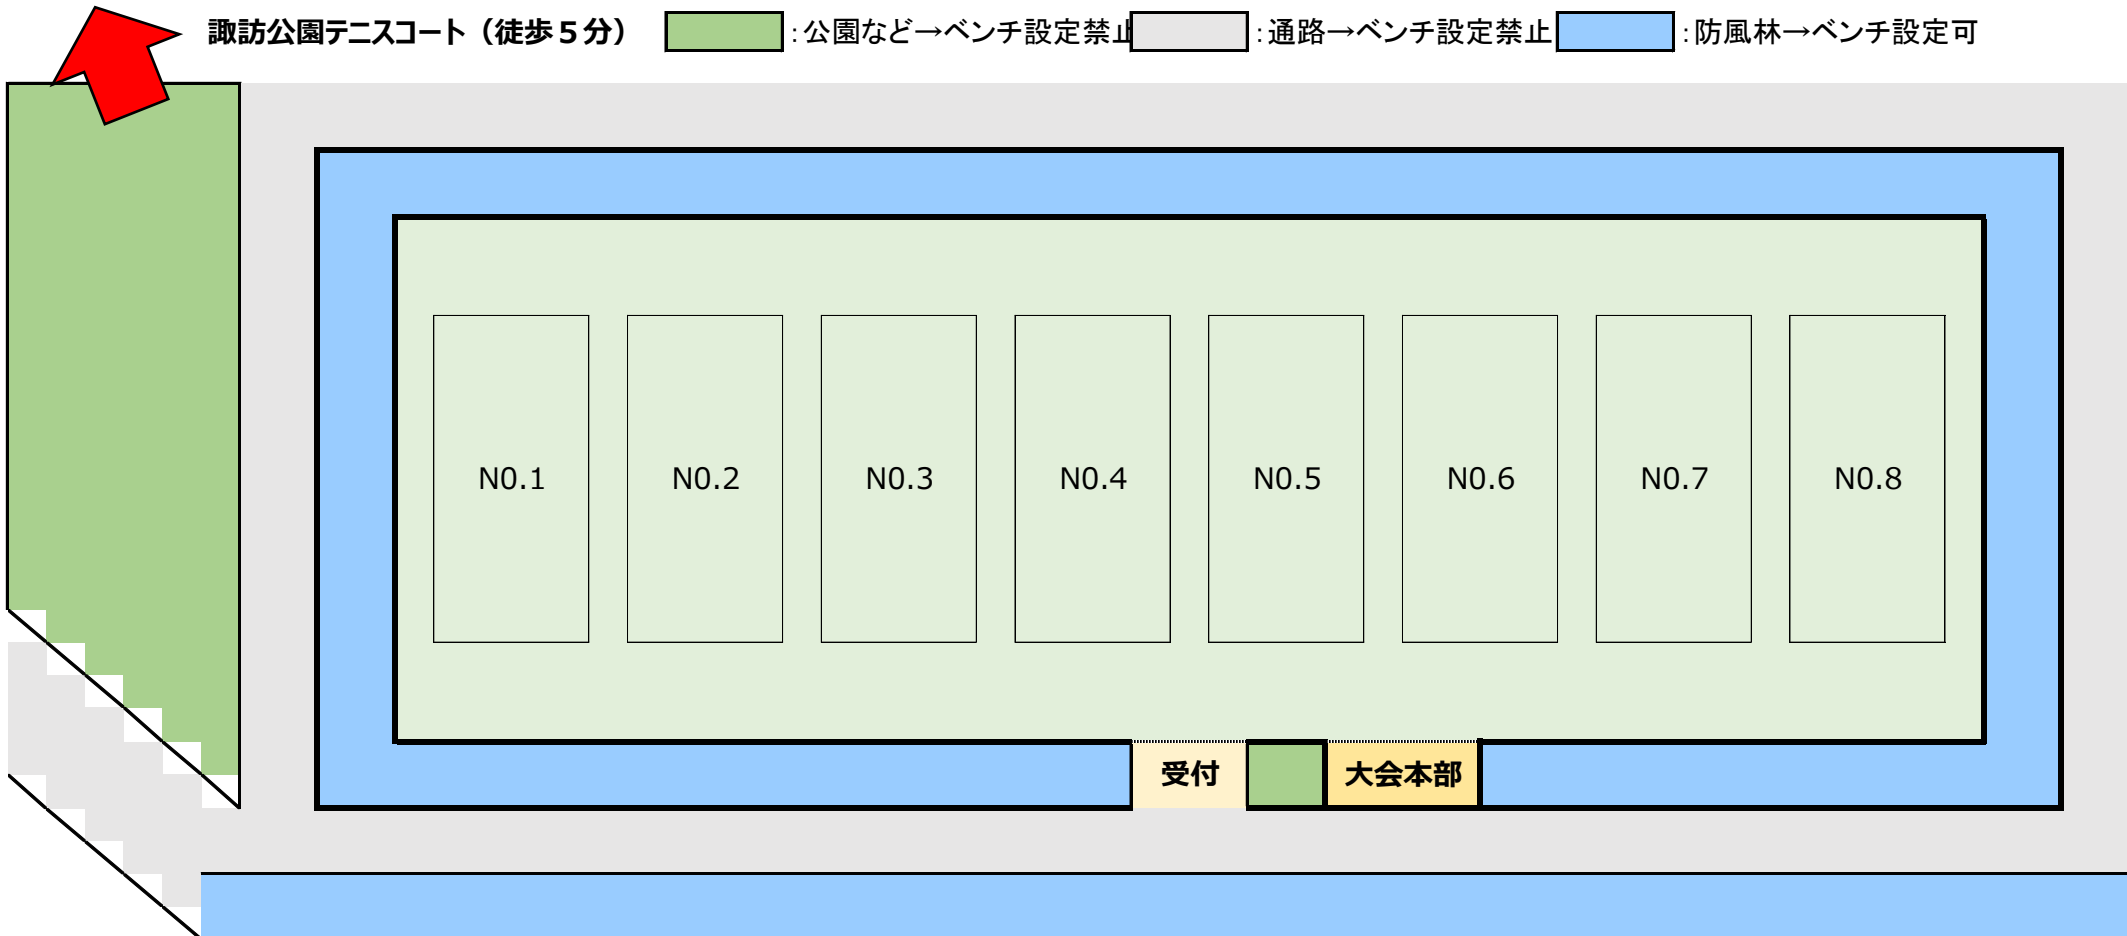 諏訪公園テニスコート（徒歩５分）
：公園など→ベンチ設定禁止
：通路→ベンチ設定禁止
：防風林→ベンチ設定可
N0.1
N0.2
N0.3
N0.4
N0.5
N0.6
N0.7
N0.8
受付
大会本部